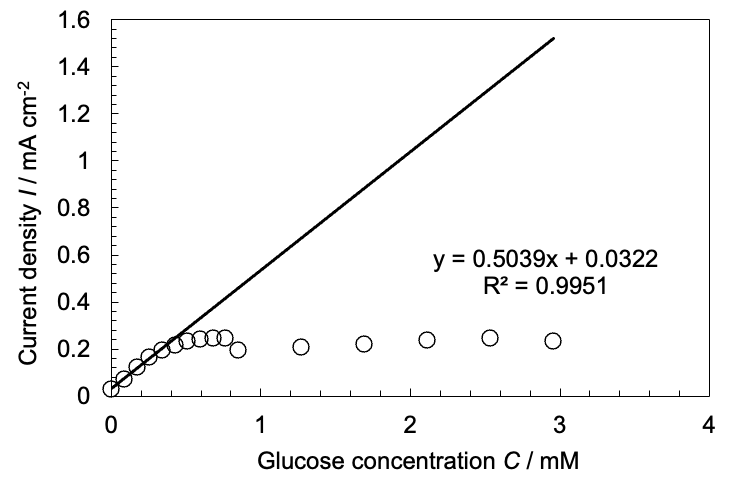 1.6
1.4
1.2
1
0.8
0.6
0.4
0.2
0
Current density I / mA cm-2
y = 0.5039x + 0.0322
R² = 0.9951
0 1 2 3 4
Glucose concentration C / mM